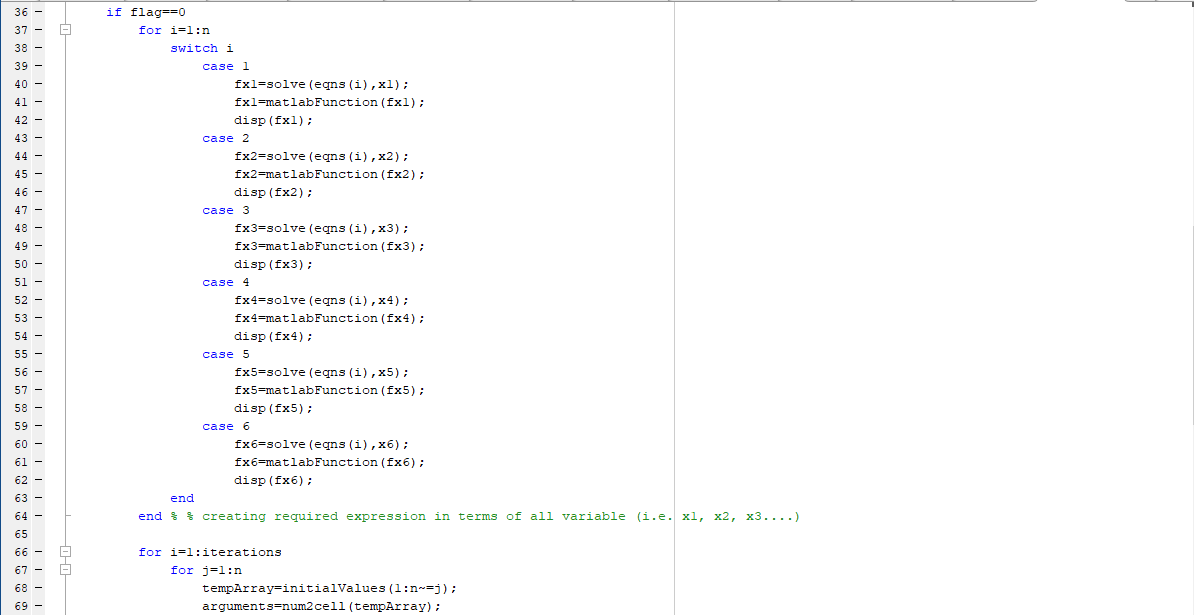 36 - if flag==0
37 - for i=1:n
38 - switch i
39 - case 1
40 - fx1=solve(eqns(i),x1);
41 - fx1=matlabFunction(fx1);
42 - disp(fx1);
43 - case 2
44 - fx2=solve(eqns(i),x2);
45 - fx2=matlabFunction(fx2);
46 - disp(fx2);
47 - case 3
48 - fx3=solve(eqns(i),x3);
49 - fx3=matlabFunction(fx3);
50 - disp(fx3);
51 - case 4
52 - fx4=solve(eqns(i),x4);
53 - fx4=matlabFunction(fx4);
54 - disp(fx4);
55 - case 5
56 - fx5=solve(eqns(i),x5);
57 - fx5=matlabFunction(fx5);
58 - disp(fx5);
59 - case 6
60 - fx6=solve(eqns(i),x6);
61 - fx6=matlabFunction(fx6);
62 - disp(fx6);
63 - end
64 - end % % creating required expression in terms of all variable (i.e. x1, x2, x3....)
65
66 - for i=1:iterations
67 - for j=1:n
68 - tempArray=initialValues(1:n~=j);
69 - arguments=num2cell(tempArray);